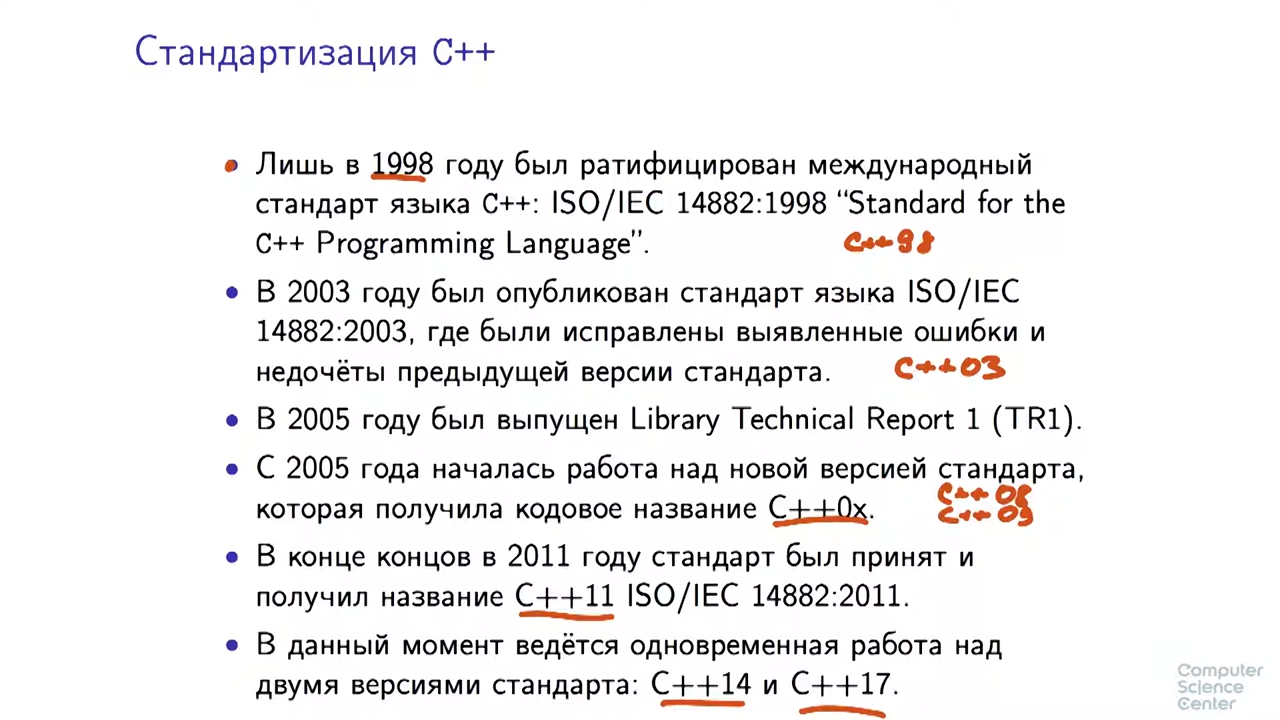 Стандартизация C++
Лишь в 1998 году был ратифицирован международный
стандарт языка C++: ISO/IEC 14882:1998 “Standard for the
C++ Programming Language”.
C++98
В 2003 году был опубликован стандарт языка ISO/IEC
14882:2003, где были исправлены выявленные ошибки и
недочёты предыдущей версии стандарта.
C++03
В 2005 году был выпущен Library Technical Report 1 (TR1).
С 2005 года началась работа над новой версией стандарта,
которая получила кодовое название C++0x.
C++08
C++09
В конце концов в 2011 году стандарт был принят и
получил название C++11 ISO/IEC 14882:2011.
В данный момент ведётся одновременная работа над
двумя версиями стандарта: C++14 и C++17.
Computer
Science
Center